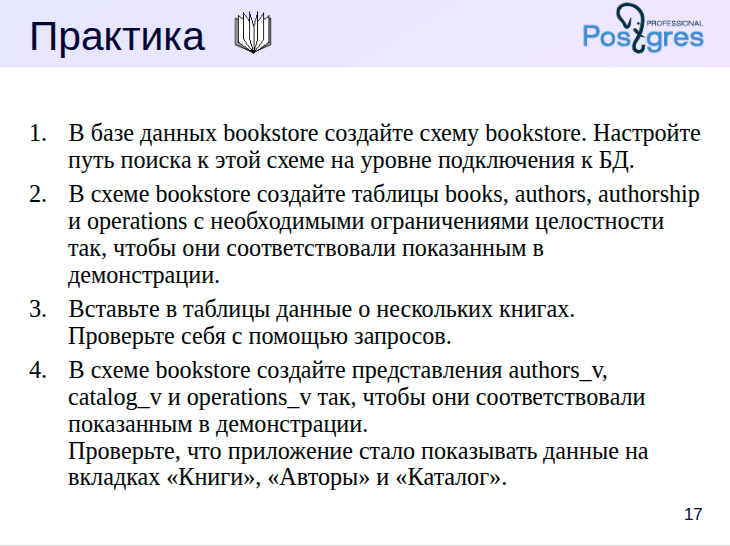 Практика
PROFESSIONAL
Postgres
1. В базе данных bookstore создайте схему bookstore. Настройте
путь поиска к этой схеме на уровне подключения к БД.
2. В схеме bookstore создайте таблицы books, authors, authorship
и operations с необходимыми ограничениями целостности
так, чтобы они соответствовали показанным в
демонстрации.
3. Вставьте в таблицы данные о нескольких книгах.
Проверьте себя с помощью запросов.
4. В схеме bookstore создайте представления authors_v,
catalog_v и operations_v так, чтобы они соответствовали
показанным в демонстрации.
Проверьте, что приложение стало показывать данные на
вкладках «Книги», «Авторы» и «Каталог».
17